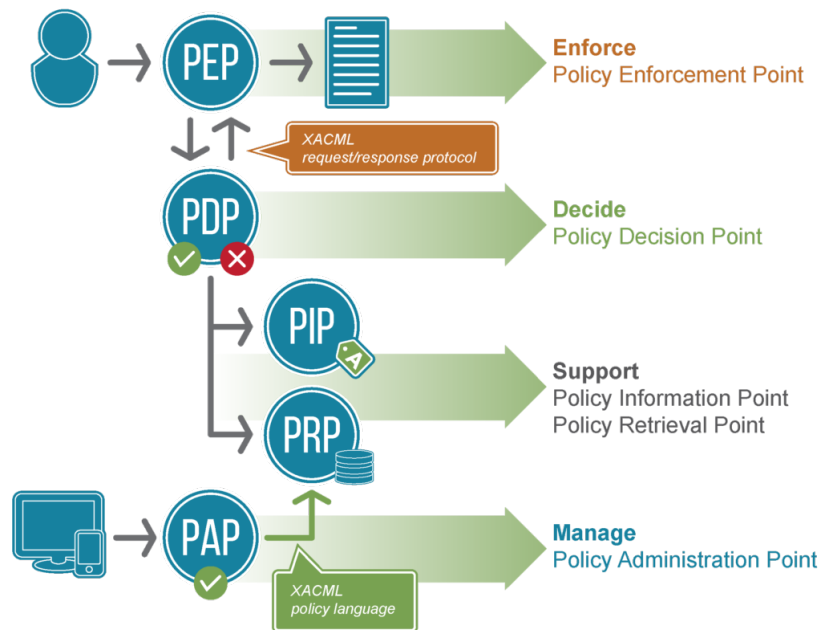 PEP
Enforce
Policy Enforcement Point
XACML
request/response protocol
PDP
Decide
Policy Decision Point
PIP
A
Support
Policy Information Point
Policy Retrieval Point
PRP
PAP
Manage
Policy Administration Point
XACML
policy language